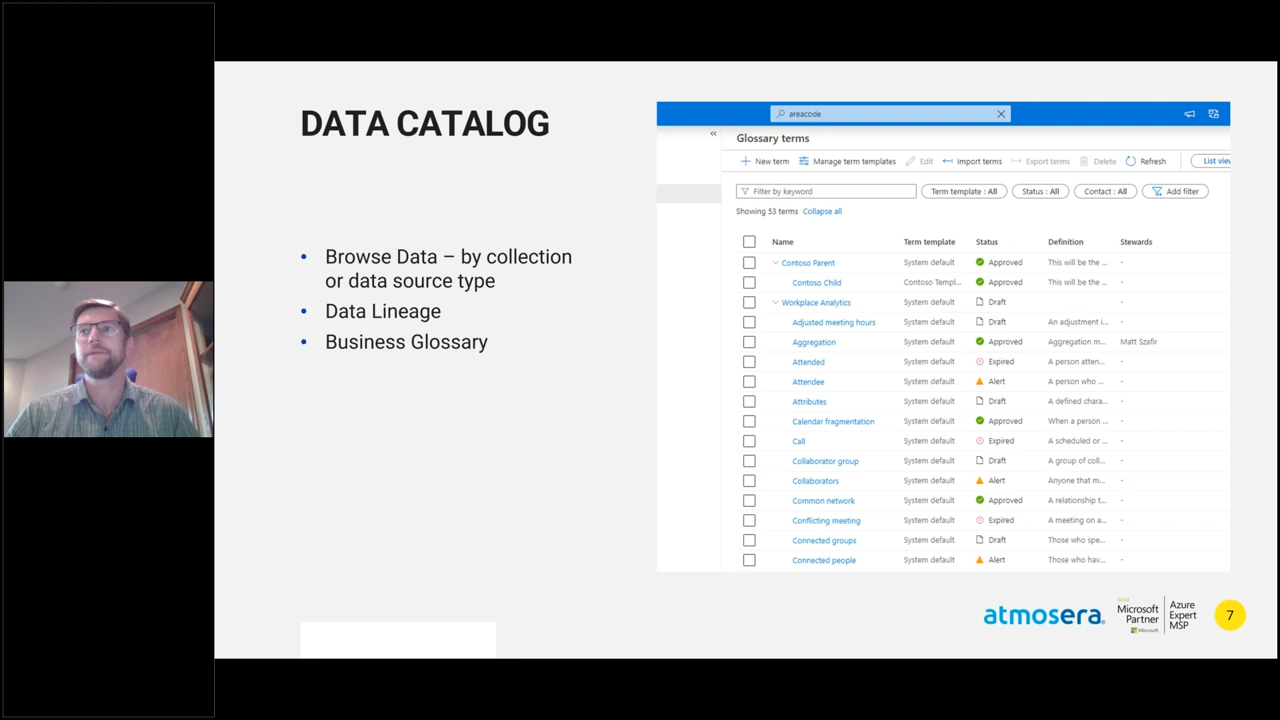 DATA CATALOG
• Browse Data – by collection
or data source type
• Data Lineage
• Business Glossary
areacode
Glossary terms
New term Manage term templates Edit Import terms Export terms Delete Refresh List view
Filter by keyword Term template : All Status : All Contact : All Add filter
Showing 53 terms Collapse all
Name Term template Status Definition Stewards
Contoso Parent System default Approved This will be the ... -
Contoso Child Contoso Templ... Approved This will be the ... -
Workplace Analytics System default Draft -
Adjusted meeting hours System default Draft An adjustment i... -
Aggregation System default Approved Aggregation m... Matt Szafir
Attended System default Expired A person atten... -
Attendee System default Alert A person who ... -
Attributes System default Draft A defined chara... -
Calendar fragmentation System default Approved When a person ... -
Call System default Expired A scheduled or ... -
Collaborator group System default Draft A group of coll... -
Collaborators System default Alert Anyone that m... -
Common network System default Approved A relationship t... -
Conflicting meeting System default Expired A meeting on a... -
Connected groups System default Draft Those who spe... -
Connected people System default Alert Those who hav... -
atmosera
Gold
Microsoft
Partner
Microsoft
Azure
Expert
MSP
7